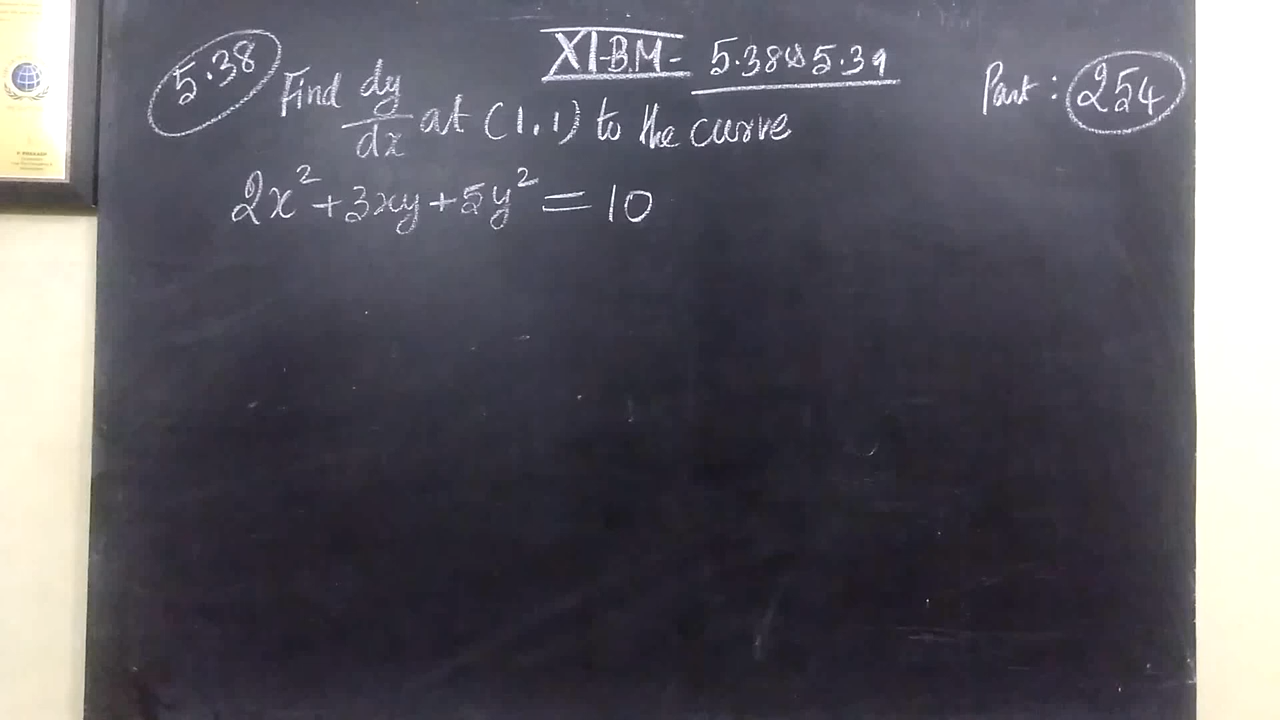 XI-B.M- 5.38 & 5.39
Part : 254
5.38 Find dy/dx at (1,1) to the curve
2x² + 3xy + 5y² = 10